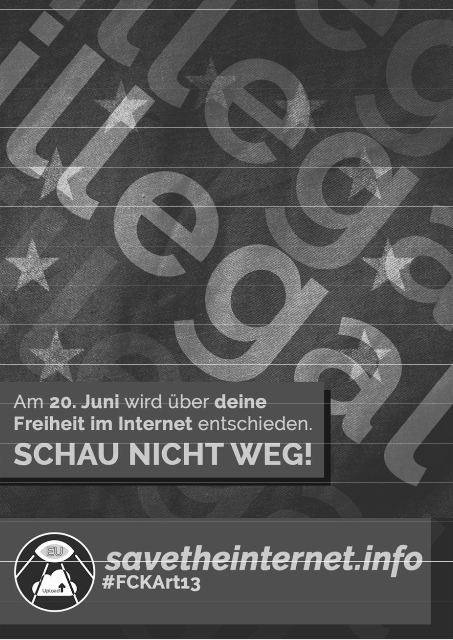 illegal
illegal
Am 20. Juni wird über deine
Freiheit im Internet entschieden.
SCHAU NICHT WEG!
EU
Upload
savetheinternet.info
#FCKArt13